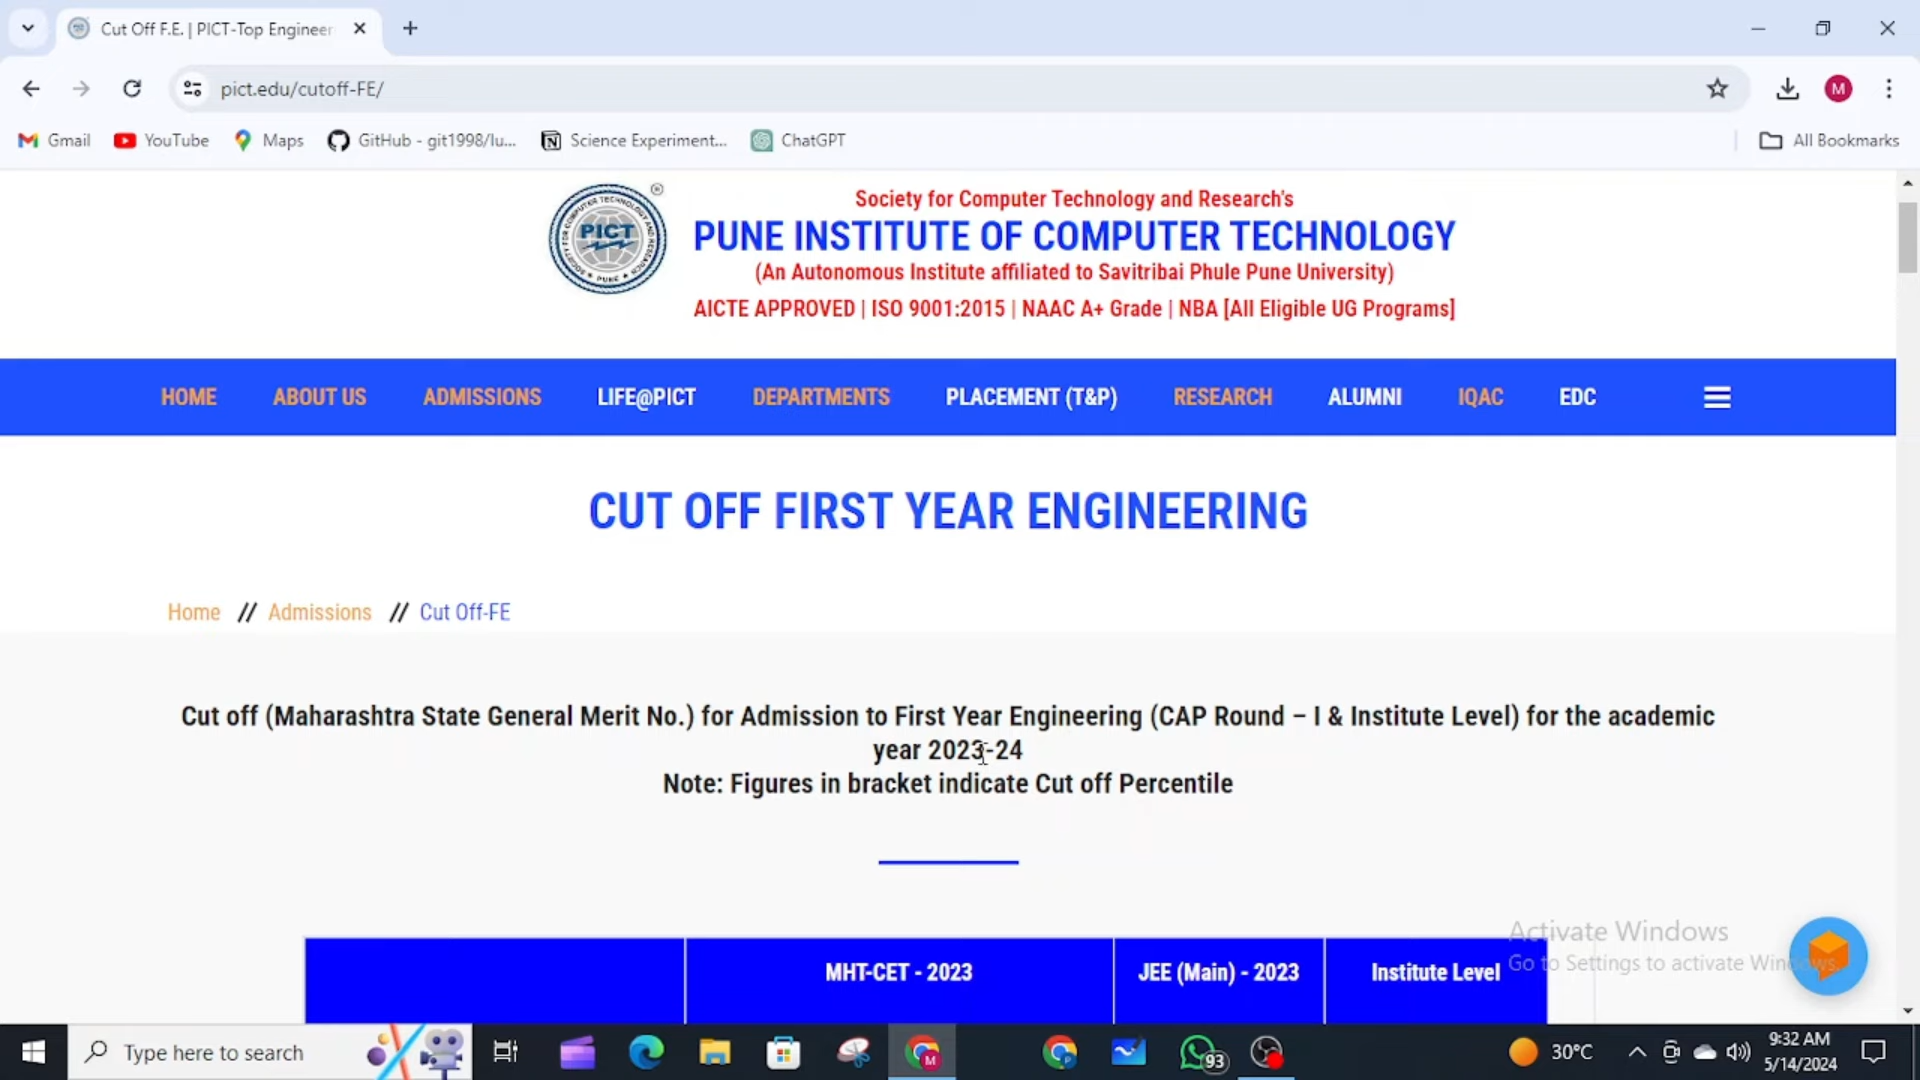 Cut Off F.E. | PICT-Top Engineer
pict.edu/cutoff-FE/
M
Gmail
YouTube
Maps
GitHub - git1998/lu...
Science Experiment...
ChatGPT
All Bookmarks
PICT
Society for Computer Technology and Research's
PUNE INSTITUTE OF COMPUTER TECHNOLOGY
(An Autonomous Institute affiliated to Savitribai Phule Pune University)
AICTE APPROVED | ISO 9001:2015 | NAAC A+ Grade | NBA [All Eligible UG Programs]
HOME ABOUT US ADMISSIONS LIFE@PICT DEPARTMENTS PLACEMENT (T&P) RESEARCH ALUMNI IQAC EDC
CUT OFF FIRST YEAR ENGINEERING
Home // Admissions // Cut Off-FE
Cut off (Maharashtra State General Merit No.) for Admission to First Year Engineering (CAP Round – I & Institute Level) for the academic
year 2023-24
Note: Figures in bracket indicate Cut off Percentile
MHT-CET - 2023
JEE (Main) - 2023
Institute Level
Activate Windows
Go to Settings to activate Windows.
Type here to search
M
93
30°C
9:32 AM
5/14/2024